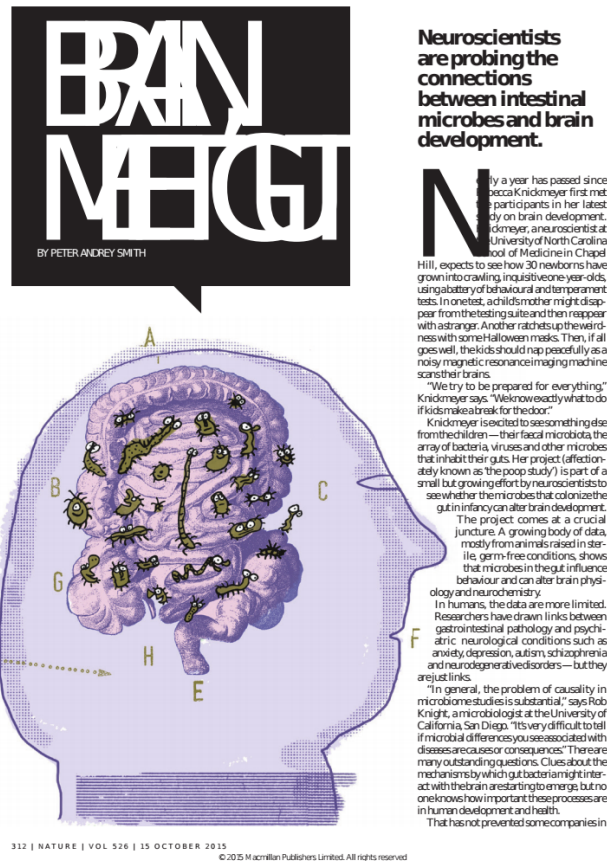 BRAIN,
MEET GUT
BY PETER ANDREY SMITH
Neuroscientists
are probing the
connections
between intestinal
microbes and brain
development.
Nearly a year has passed since
Rebecca Knickmeyer first met
the participants in her latest
study on brain development.
Knickmeyer, a neuroscientist at
the University of North Carolina
School of Medicine in Chapel
Hill, expects to see how 30 newborns have
grown into crawling, inquisitive one-year-olds,
using a battery of behavioural and temperament
tests. In one test, a child's mother might disap-
pear from the testing suite and then reappear
with a stranger. Another ratchets up the weird-
ness with some Halloween masks. Then, if all
goes well, the kids should nap peacefully as a
noisy magnetic resonance imaging machine
scans their brains.
“We try to be prepared for everything,”
Knickmeyer says. “We know exactly what to do
if kids make a break for the door.”
Knickmeyer is excited to see something else
from the children — their faecal microbiota, the
array of bacteria, viruses and other microbes
that inhabit their guts. Her project (affection-
ately known as ‘the poop study’) is part of a
small but growing effort by neuroscientists to
see whether the microbes that colonize the
gut in infancy can alter brain development.
The project comes at a crucial
juncture. A growing body of data,
mostly from animals raised in ster-
ile, germ-free conditions, shows
that microbes in the gut influence
behaviour and can alter brain physi-
ology and neurochemistry.
In humans, the data are more limited.
Researchers have drawn links between
gastrointestinal pathology and psychi-
atric neurological conditions such as
anxiety, depression, autism, schizophrenia
and neurodegenerative disorders — but they
are just links.
“In general, the problem of causality in
microbiome studies is substantial,” says Rob
Knight, a microbiologist at the University of
California, San Diego. “It's very difficult to tell
if microbial differences you see associated with
diseases are causes or consequences.” There are
many outstanding questions. Clues about the
mechanisms by which gut bacteria might inter-
act with the brain are starting to emerge, but no
one knows how important these processes are
in human development and health.
That has not prevented some companies in
A
B
C
G
F
H
E
312 | NATURE | VOL 526 | 15 OCTOBER 2015
© 2015 Macmillan Publishers Limited. All rights reserved